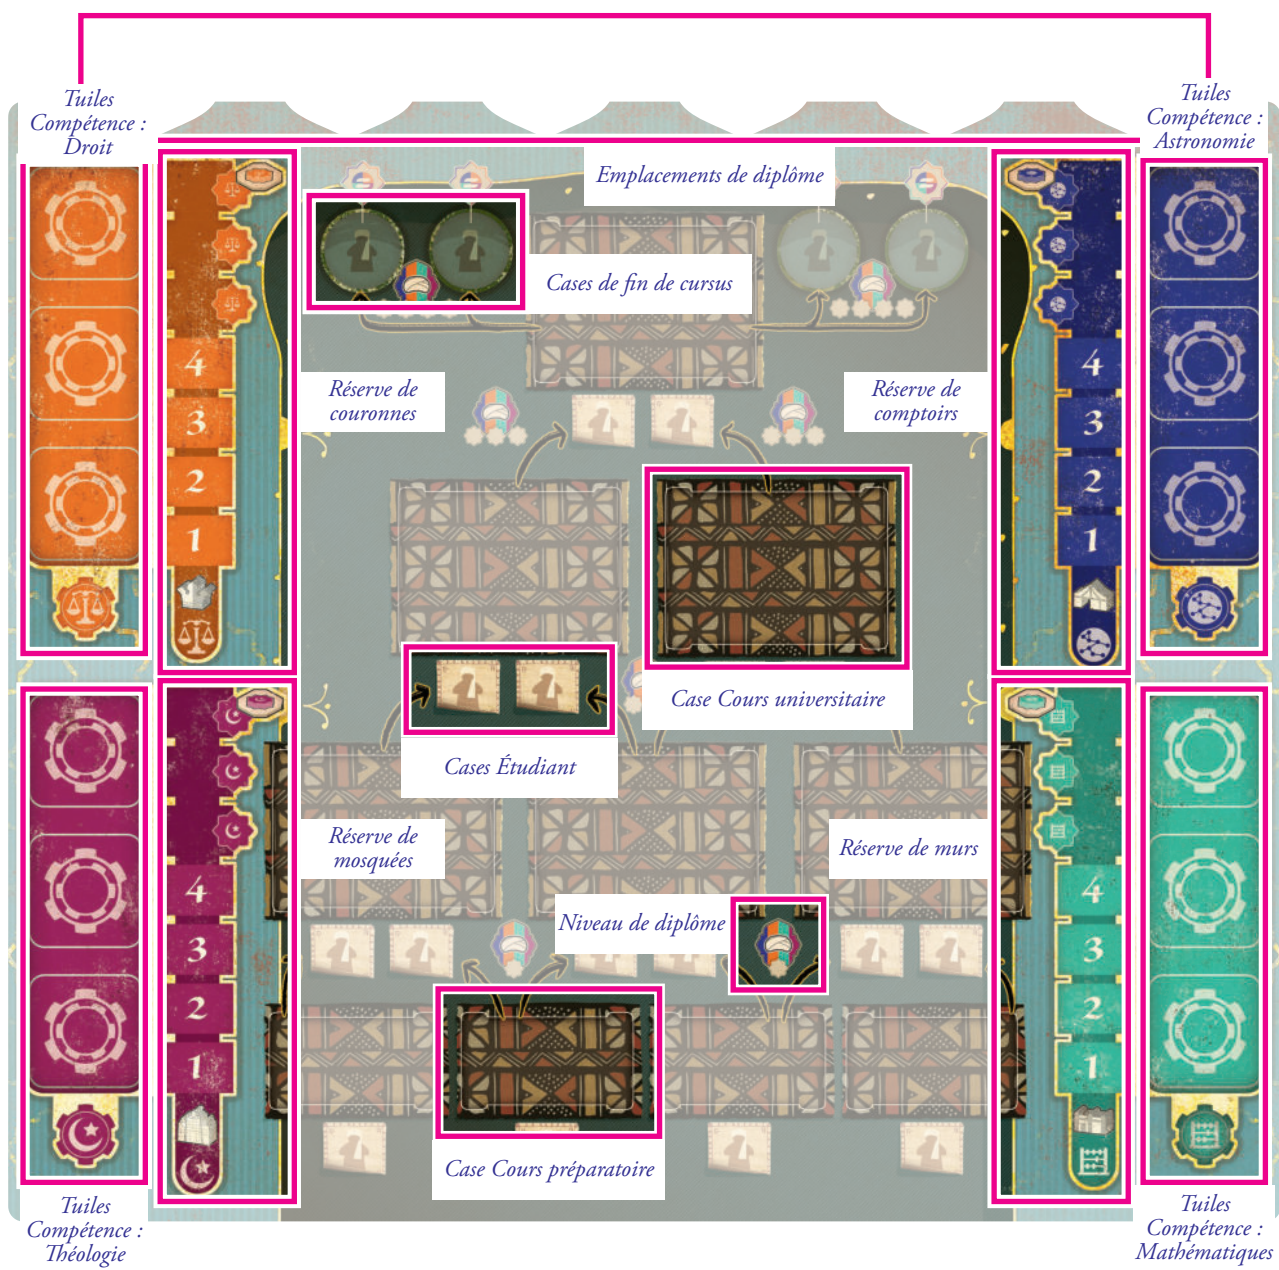 Tuiles
Compétence :
Droit
Tuiles
Compétence :
Astronomie
Emplacements de diplôme
Cases de fin de cursus
Réserve de
couronnes
Réserve de
comptoirs
4
3
2
1
4
3
2
1
Case Cours universitaire
Cases Étudiant
Réserve de
mosquées
Réserve de murs
Niveau de diplôme
4
3
2
1
4
3
2
1
Case Cours préparatoire
Tuiles
Compétence :
Théologie
Tuiles
Compétence :
Mathématiques